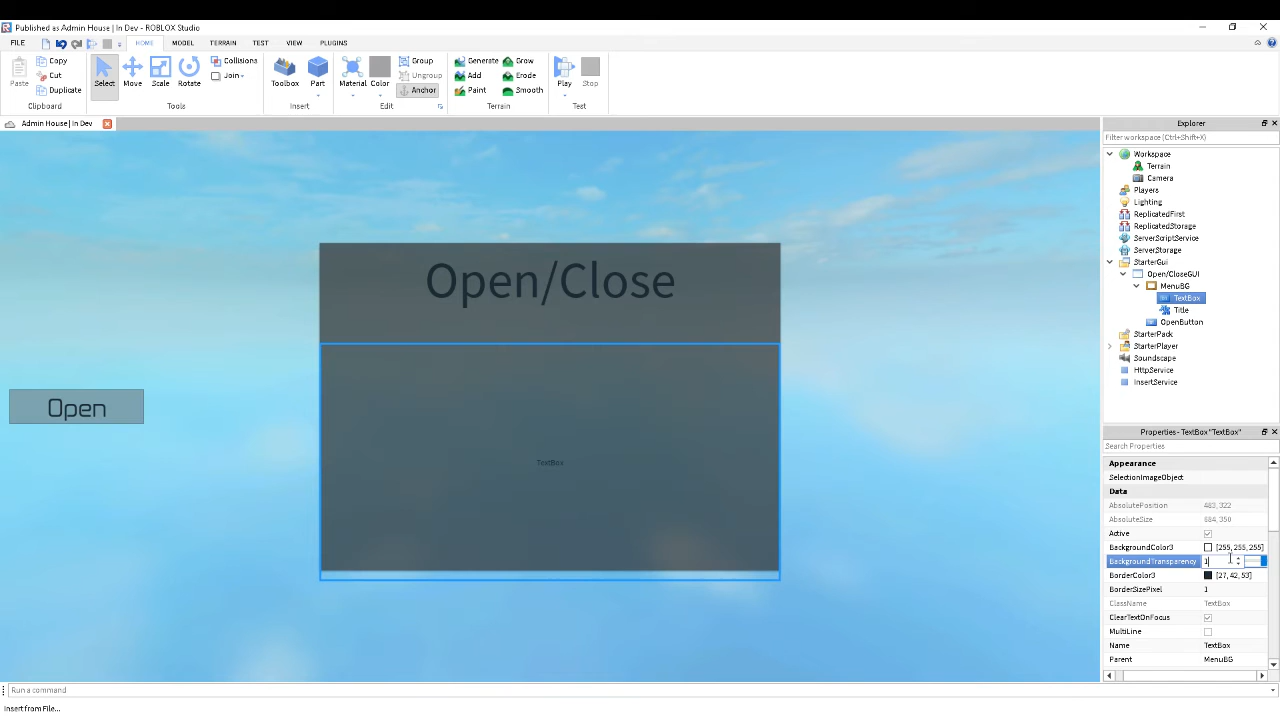 Published as Admin House | In Dev - ROBLOX Studio
FILE HOME MODEL TERRAIN TEST VIEW PLUGINS
Paste Copy Cut Duplicate Clipboard
Select Move Scale Rotate Collisions Join Tools
Toolbox Part Insert
Material Color Group Ungroup Anchor Edit
Generate Grow Add Erode Paint Smooth Terrain
Play Stop Test
Admin House | In Dev
Open/Close
TextBox
Open
Explorer
Filter workspace (Ctrl+Shift+X)
Workspace
Terrain
Camera
Players
Lighting
ReplicatedFirst
ReplicatedStorage
ServerScriptService
ServerStorage
StarterGui
Open/CloseGUI
MenuBG
TextBox
Title
OpenButton
StarterPack
StarterPlayer
Soundscape
HttpService
InsertService
Properties - TextBox "TextBox"
Search Properties
Appearance
SelectionImageObject
Data
AbsolutePosition 483, 322
AbsoluteSize 684, 350
Active
BackgroundColor3 [255, 255, 255]
BackgroundTransparency 1
BorderColor3 [27, 42, 53]
BorderSizePixel 1
ClassName TextBox
ClearTextOnFocus
MultiLine
Name TextBox
Parent MenuBG
Run a command
Insert from File...